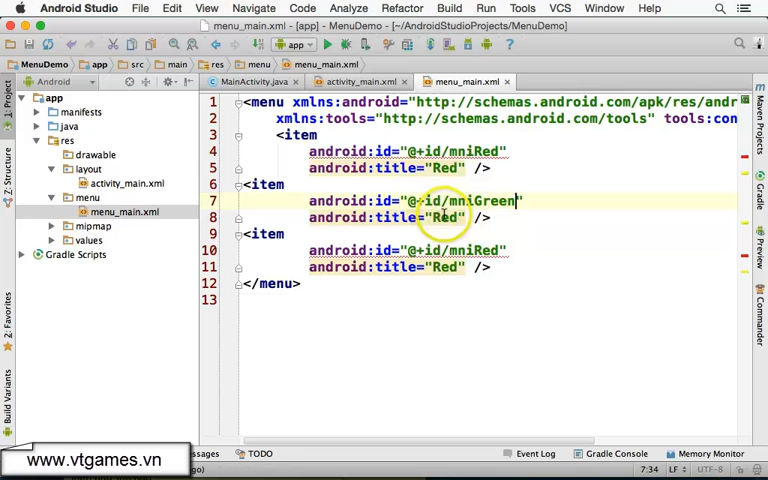 Android Studio File Edit View Navigate Code Analyze Refactor Build Run Tools VCS Window Help
menu_main.xml - [app] - MenuDemo - [~/AndroidStudioProjects/MenuDemo]
app
MenuDemo app src main res menu menu_main.xml
Android
MainActivity.java × activity_main.xml × menu_main.xml ×
1: Project
7: Structure
2: Favorites
Build Variants
app
manifests
java
res
drawable
layout
activity_main.xml
menu
menu_main.xml
mipmap
values
Gradle Scripts
1 <menu xmlns:android="http://schemas.android.com/apk/res/andr
2 xmlns:tools="http://schemas.android.com/tools" tools:con
3 <item
4 android:id="@+id/mniRed"
5 android:title="Red" />
6 <item
7 android:id="@+id/mniGreen"
8 android:title="Red" />
9 <item
10 android:id="@+id/mniRed"
11 android:title="Red" />
12 </menu>
13
Maven Projects
Gradle
Preview
Commander
ssages TODO Event Log Gradle Console Memory Monitor
go) 7:34 LF UTF-8
www.vtgames.vn